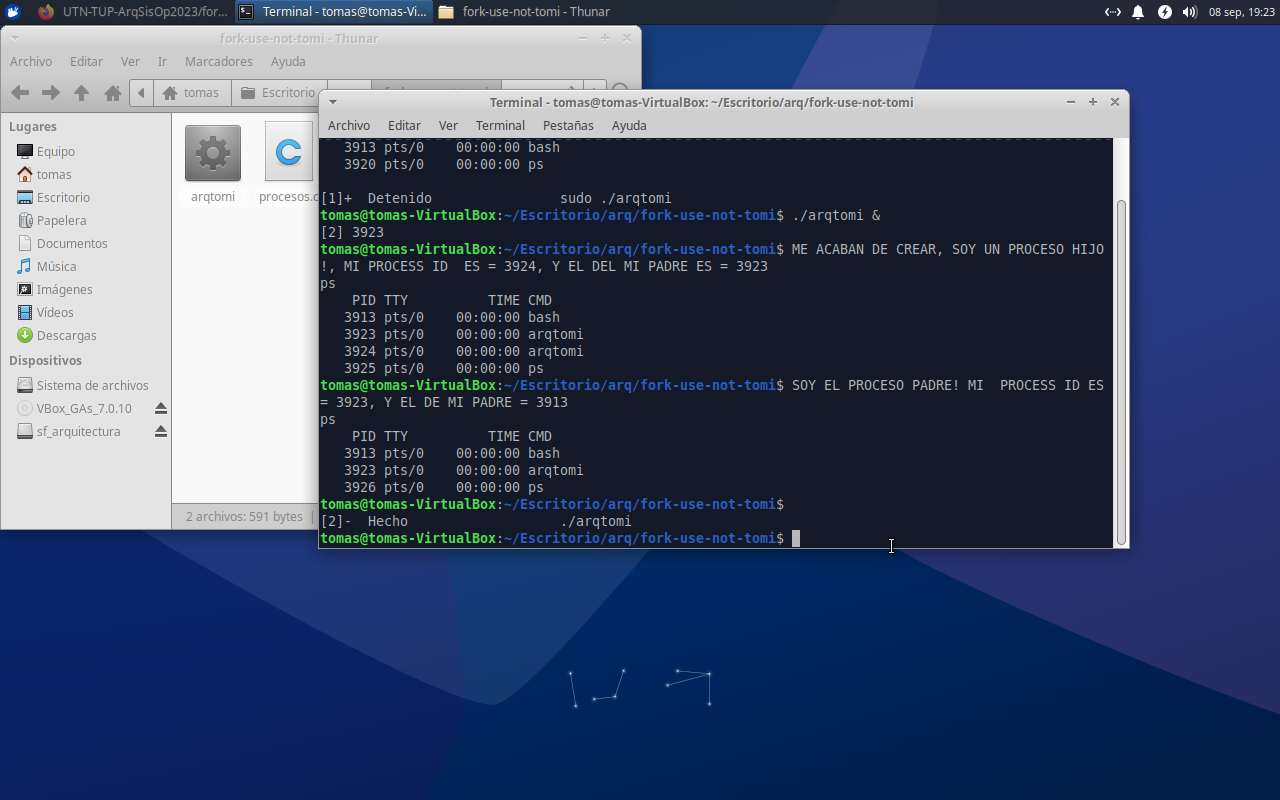 UTN-TUP-ArqSisOp2023/for...
Terminal - tomas@tomas-Vi...
fork-use-not-tomi - Thunar
08 sep, 19:23
fork-use-not-tomi - Thunar
Archivo Editar Ver Ir Marcadores Ayuda
tomas Escritorio
Lugares
Equipo
tomas
Escritorio
Papelera
Documentos
Música
Imágenes
Vídeos
Descargas
Dispositivos
Sistema de archivos
VBox_GAs_7.0.10
sf_arquitectura
arqtomi
procesos.c
2 archivos: 591 bytes
Terminal - tomas@tomas-VirtualBox: ~/Escritorio/arq/fork-use-not-tomi
Archivo Editar Ver Terminal Pestañas Ayuda
3913 pts/0 00:00:00 bash
3920 pts/0 00:00:00 ps
[1]+ Detenido sudo ./arqtomi
tomas@tomas-VirtualBox:~/Escritorio/arq/fork-use-not-tomi$ ./arqtomi &
[2] 3923
tomas@tomas-VirtualBox:~/Escritorio/arq/fork-use-not-tomi$ ME ACABAN DE CREAR, SOY UN PROCESO HIJO
!, MI PROCESS ID ES = 3924, Y EL DEL MI PADRE ES = 3923
ps
PID TTY TIME CMD
3913 pts/0 00:00:00 bash
3923 pts/0 00:00:00 arqtomi
3924 pts/0 00:00:00 arqtomi
3925 pts/0 00:00:00 ps
tomas@tomas-VirtualBox:~/Escritorio/arq/fork-use-not-tomi$ SOY EL PROCESO PADRE! MI PROCESS ID ES
= 3923, Y EL DE MI PADRE = 3913
ps
PID TTY TIME CMD
3913 pts/0 00:00:00 bash
3923 pts/0 00:00:00 arqtomi
3926 pts/0 00:00:00 ps
tomas@tomas-VirtualBox:~/Escritorio/arq/fork-use-not-tomi$
[2]- Hecho ./arqtomi
tomas@tomas-VirtualBox:~/Escritorio/arq/fork-use-not-tomi$